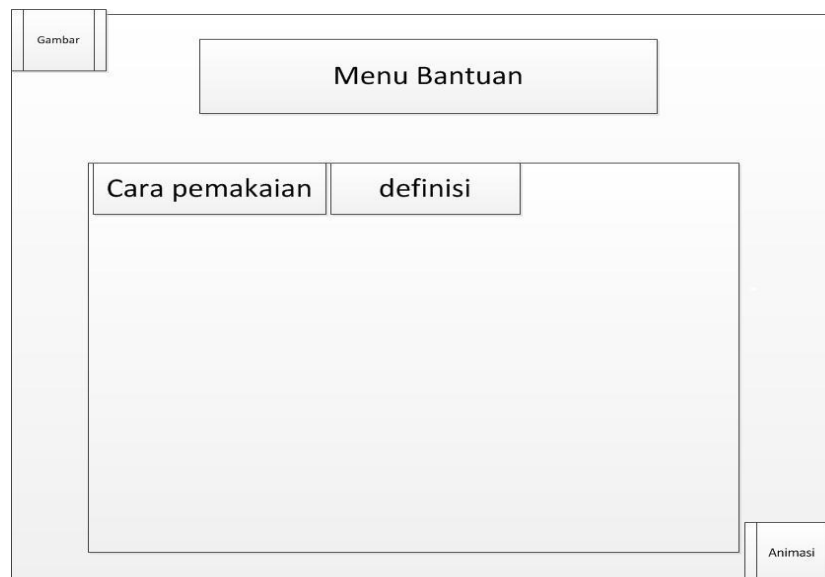 Gambar
Menu Bantuan
Cara pemakaian
definisi
Animasi